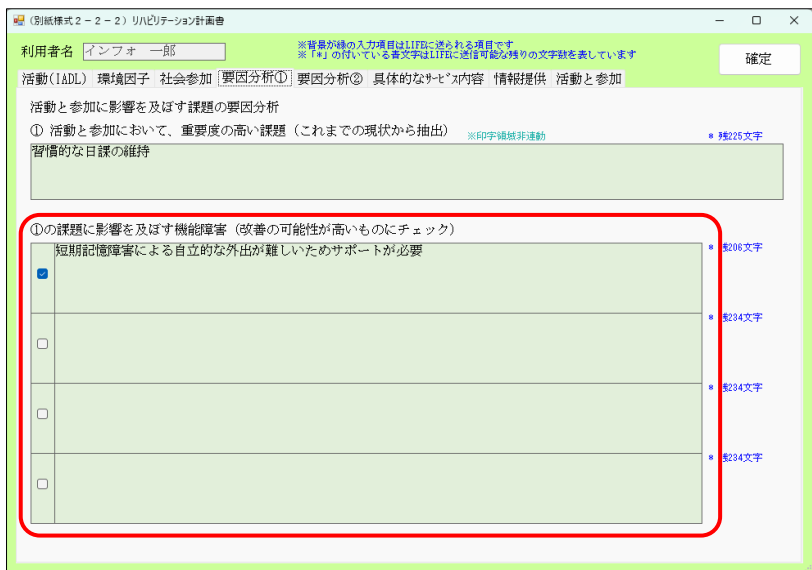 (別紙様式2-2-2) リハビリテーション計画書
利用者名 インフォ 一郎
※背景が緑の入力項目はLIFEに送られる項目です
※「*」の付いている青文字はLIFEに送信可能な残りの文字数を表しています
確定
活動(IADL) 環境因子 社会参加 要因分析① 要因分析② 具体的なサービス内容 情報提供 活動と参加
活動と参加に影響を及ぼす課題の要因分析
① 活動と参加において、重要度の高い課題 (これまでの現状から抽出) ※印字領域非連動 * 残225文字
習慣的な日課の維持
①の課題に影響を及ぼす機能障害 (改善の可能性が高いものにチェック)
短期記憶障害による自立的な外出が難しいためサポートが必要 * 残206文字
* 残234文字
* 残234文字
* 残234文字